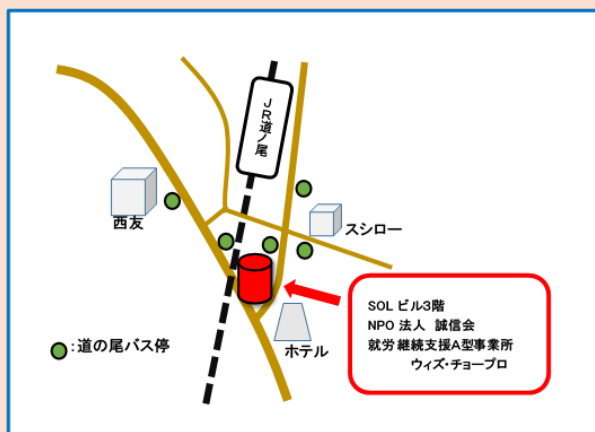 JR道ノ尾
西友
スシロー
SOL ビル3階
NPO 法人 誠信会
就労継続支援A型事業所
ウィズ・チョープロ
ホテル
:道の尾バス停